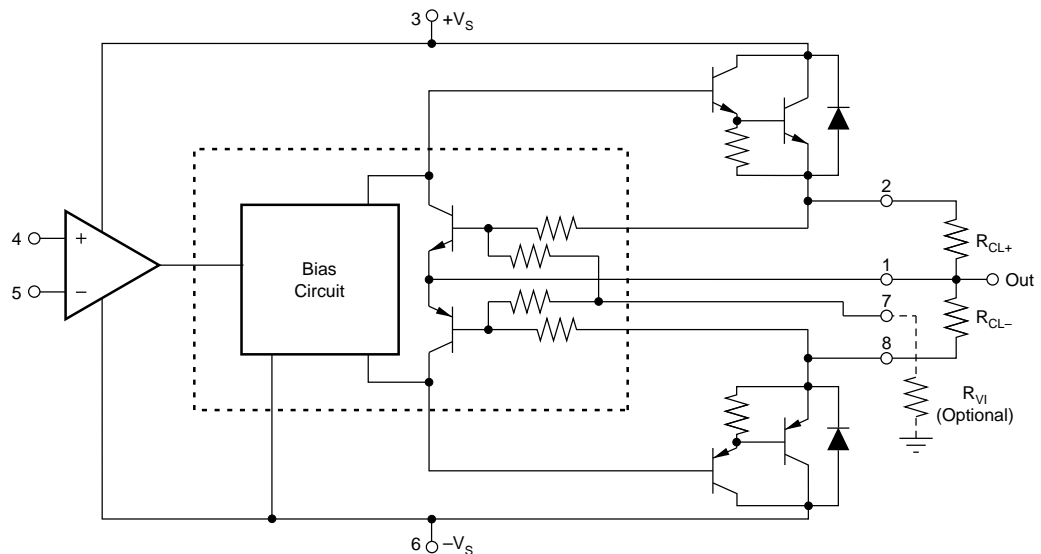 3 +VS
2
4
+
RCL+
5
–
Bias
Circuit
1
Out
7
RCL–
8
RVI
(Optional)
6 –VS